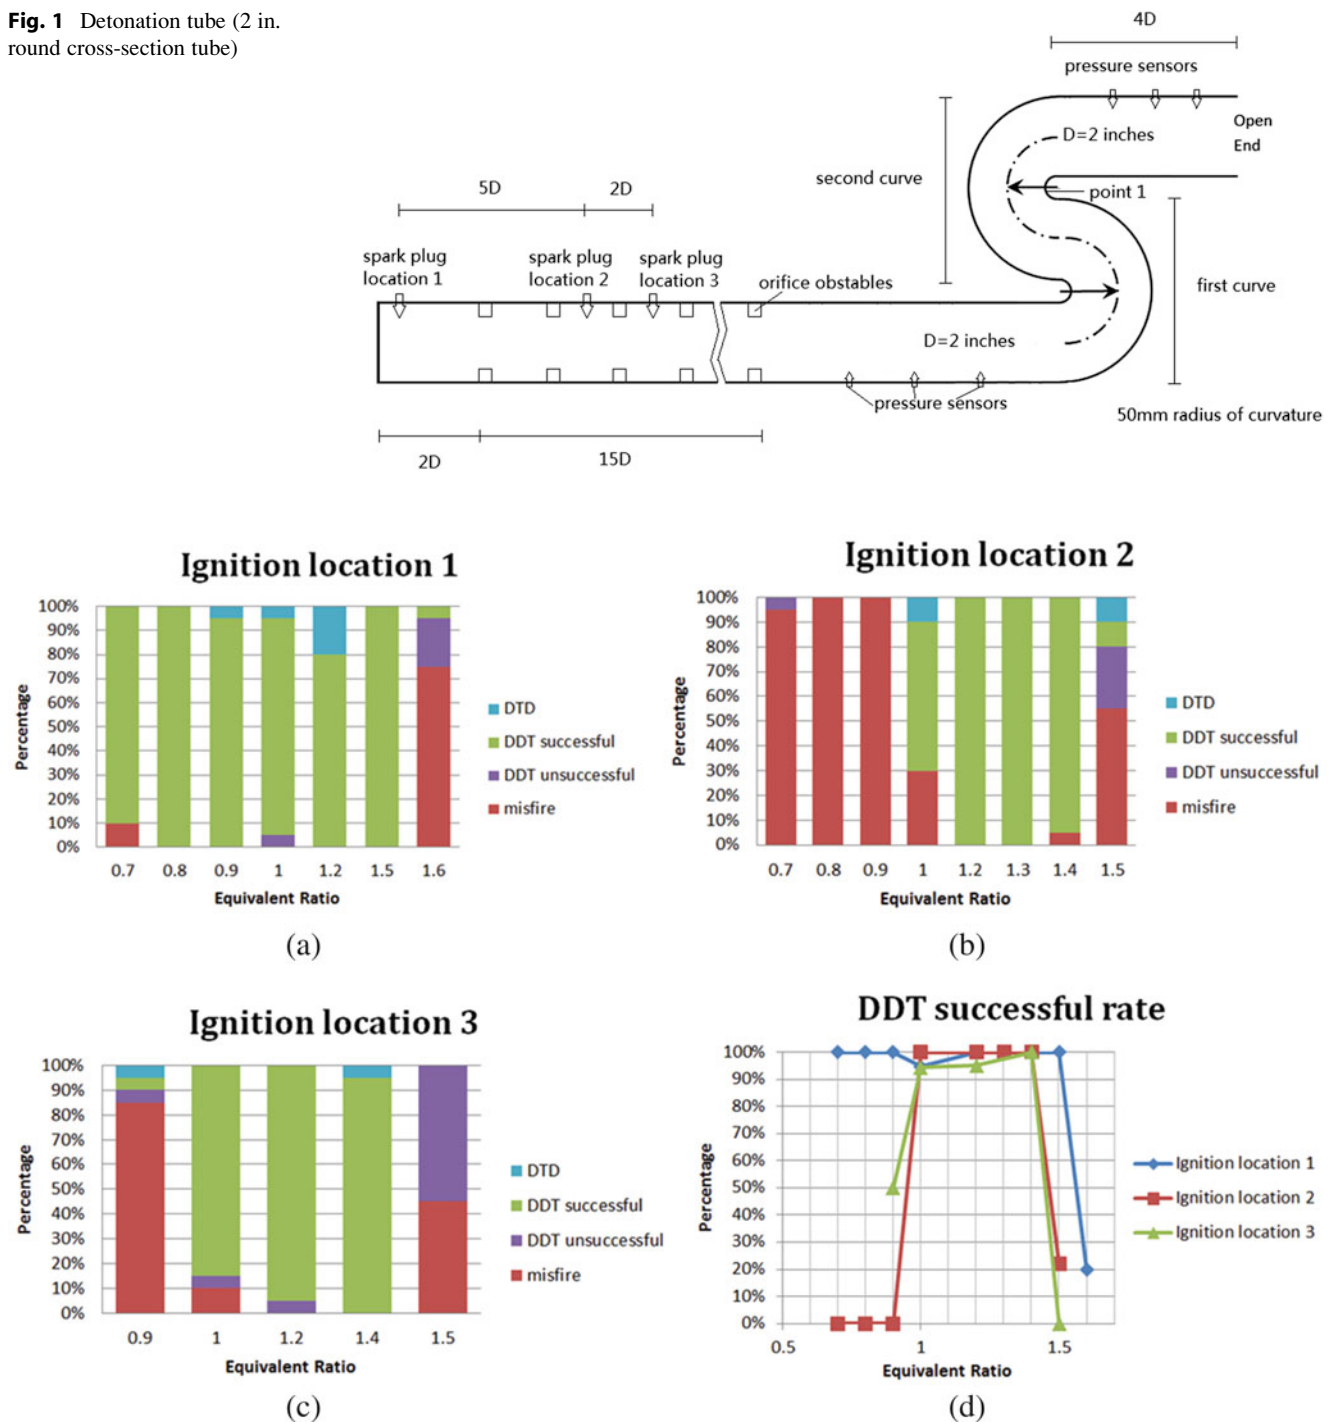 Fig. 1 Detonation tube (2 in.
round cross-section tube)
4D
pressure sensors
Open
End
D=2 inches
second curve
point 1
5D
2D
spark plug
location 1
spark plug
location 2
spark plug
location 3
orifice obstables
first curve
D=2 inches
pressure sensors
50mm radius of curvature
2D
15D
Ignition location 1
100%
90%
80%
70%
60%
50%
40%
30%
20%
10%
0%
Percentage
0.7 0.8 0.9 1 1.2 1.5 1.6
Equivalent Ratio
DTD
DDT successful
DDT unsuccessful
misfire
(a)
Ignition location 2
100%
90%
80%
70%
60%
50%
40%
30%
20%
10%
0%
Percentage
0.7 0.8 0.9 1 1.2 1.3 1.4 1.5
Equivalent Ratio
DTD
DDT successful
DDT unsuccessful
misfire
(b)
Ignition location 3
100%
90%
80%
70%
60%
50%
40%
30%
20%
10%
0%
Percentage
0.9 1 1.2 1.4 1.5
Equivalent Ratio
DTD
DDT successful
DDT unsuccessful
misfire
(c)
DDT successful rate
100%
90%
80%
70%
60%
50%
40%
30%
20%
10%
0%
Percentage
0.5 1 1.5
Equivalent Ratio
Ignition location 1
Ignition location 2
Ignition location 3
(d)